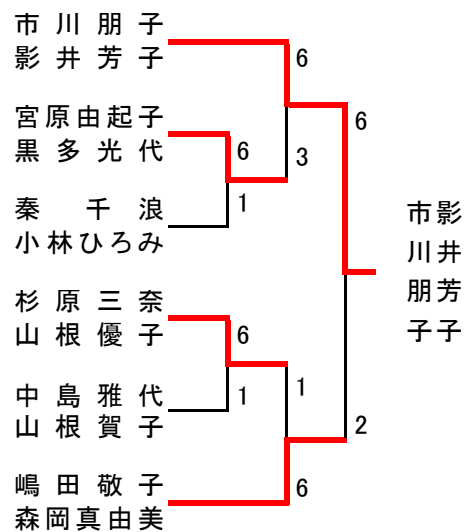 市川朋子
影井芳子
6
宮原由起子
黒多光代
6
3
6
秦千浪
小林ひろみ
1
市川朋子
影井芳子
杉原三奈
山根優子
6
中島雅代
山根賀子
1
1
2
嶋田敬子
森岡真由美
6